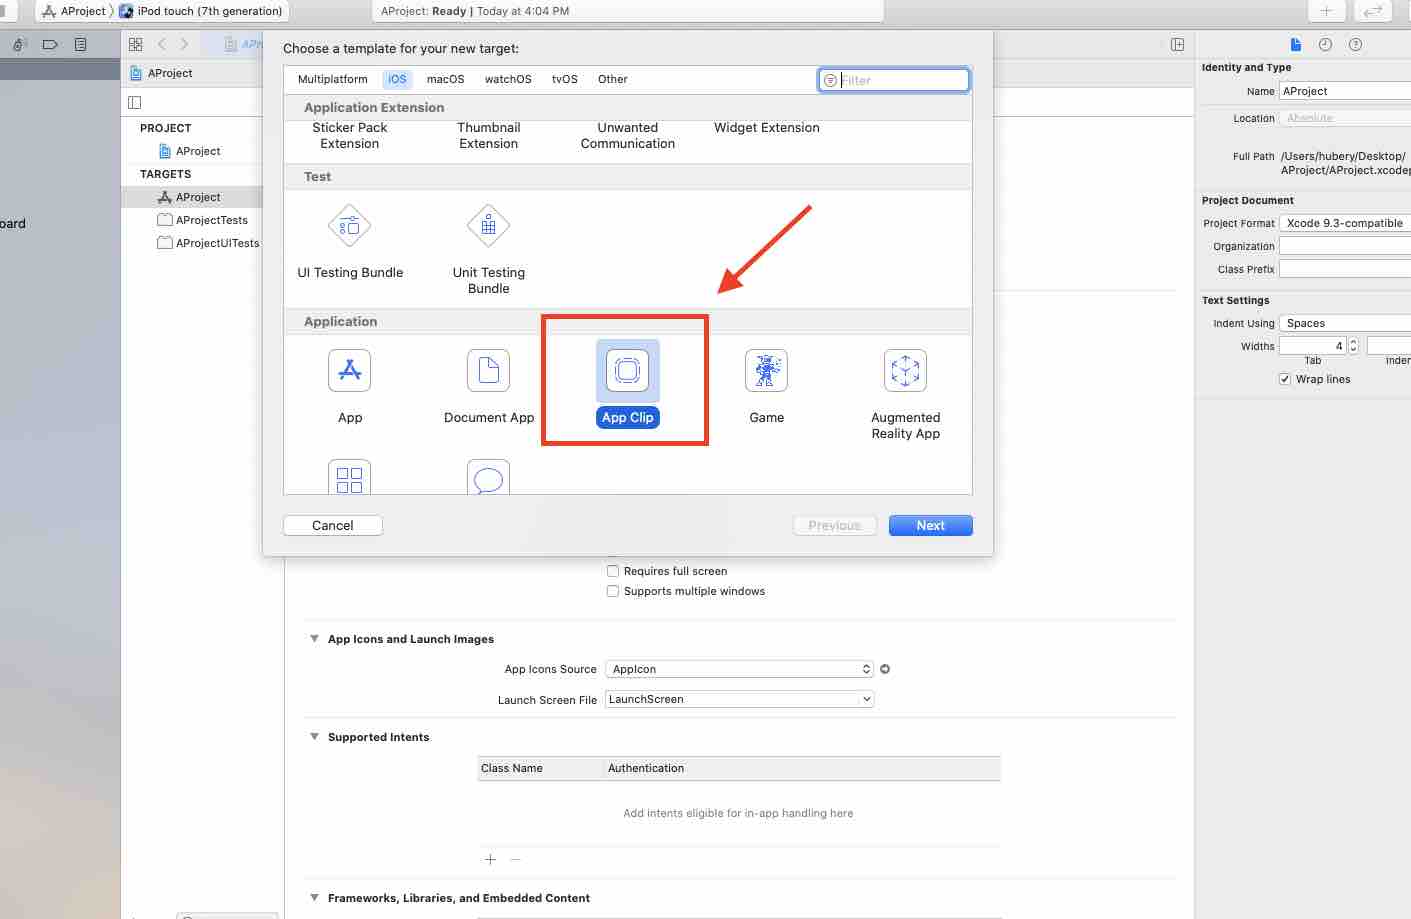 AProject › iPod touch (7th generation)
AProject: Ready | Today at 4:04 PM
AProject
Choose a template for your new target:
Multiplatform iOS macOS watchOS tvOS Other
Filter
Application Extension
Sticker Pack Extension
Thumbnail Extension
Unwanted Communication
Widget Extension
Test
UI Testing Bundle
Unit Testing Bundle
Application
App
Document App
App Clip
Game
Augmented Reality App
Cancel
Previous
Next
oard
PROJECT
AProject
TARGETS
AProject
AProjectTests
AProjectUITests
Requires full screen
Supports multiple windows
App Icons and Launch Images
App Icons Source AppIcon
Launch Screen File LaunchScreen
Supported Intents
Class Name Authentication
Add intents eligible for in-app handling here
Frameworks, Libraries, and Embedded Content
Identity and Type
Name AProject
Location Absolute
Full Path /Users/hubery/Desktop/
AProject/AProject.xcodep
Project Document
Project Format Xcode 9.3-compatible
Organization
Class Prefix
Text Settings
Indent Using Spaces
Widths 4
Tab Inden
Wrap lines